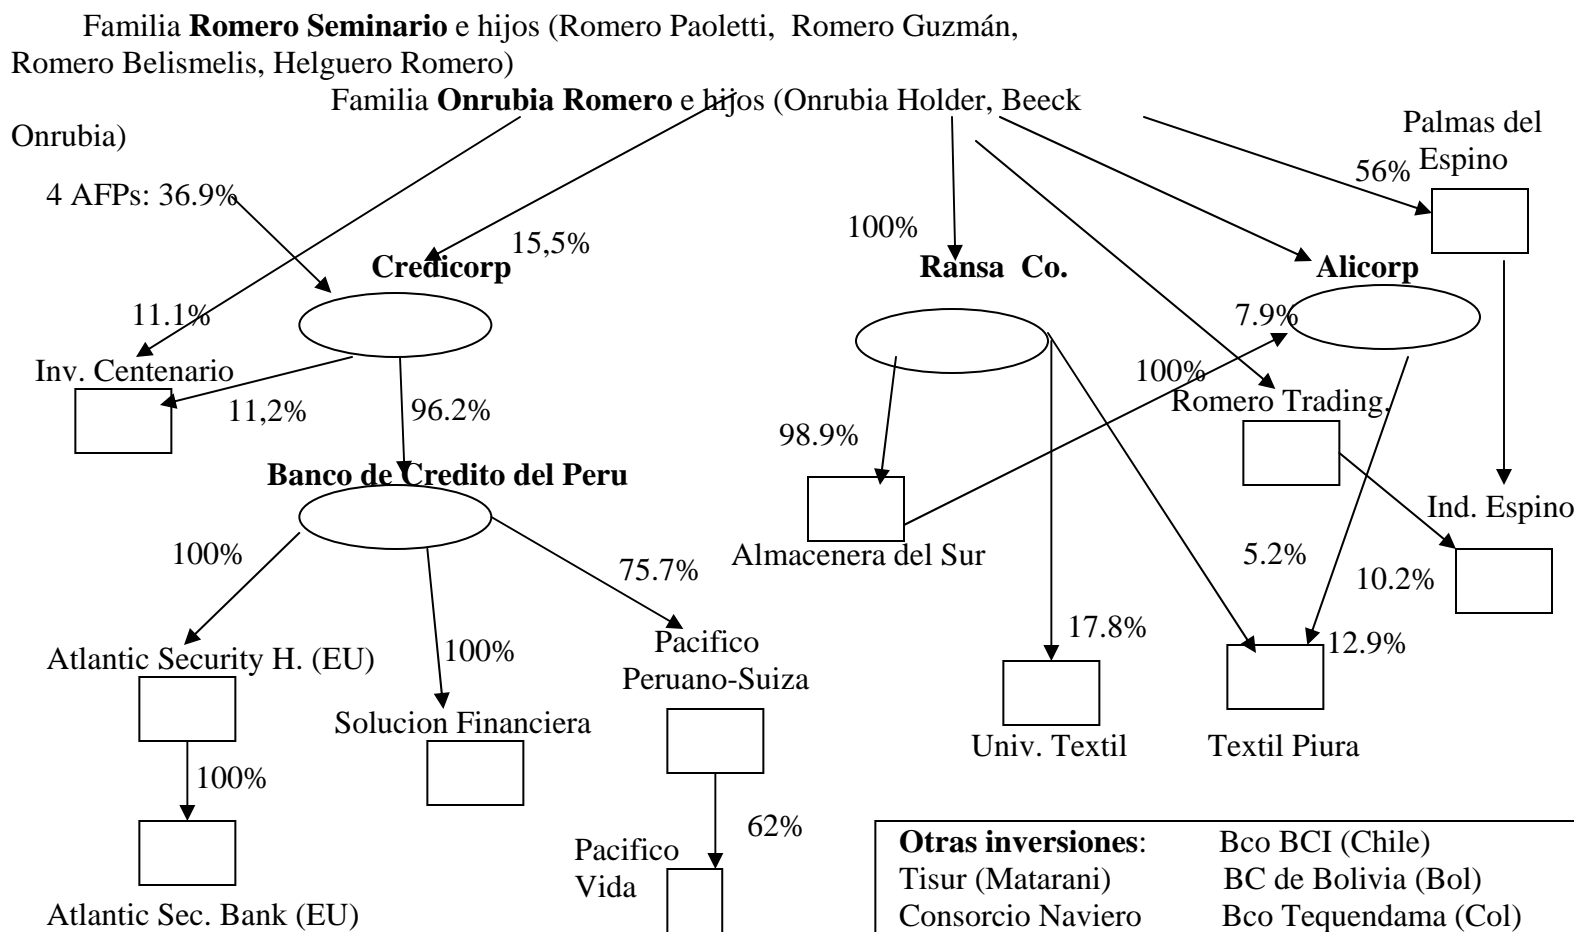 Familia Romero Seminario e hijos (Romero Paoletti, Romero Guzmán,
Romero Belismelis, Helguero Romero)
Familia Onrubia Romero e hijos (Onrubia Holder, Beeck
Onrubia)
Palmas del
Espino
56%
4 AFPs: 36.9%
15,5%
100%
Credicorp
Ransa Co.
Alicorp
11.1%
7.9%
Inv. Centenario
100%
11,2%
96.2%
Romero Trading.
98.9%
Banco de Credito del Peru
Ind. Espino
100%
75.7%
Almacenera del Sur
5.2%
10.2%
17.8%
12.9%
Atlantic Security H. (EU)
100%
Pacifico
Peruano-Suiza
Solucion Financiera
Univ. Textil
Textil Piura
100%
62%
Pacifico
Vida
Atlantic Sec. Bank (EU)
Otras inversiones: Bco BCI (Chile)
Tisur (Matarani) BC de Bolivia (Bol)
Consorcio Naviero Bco Tequendama (Col)